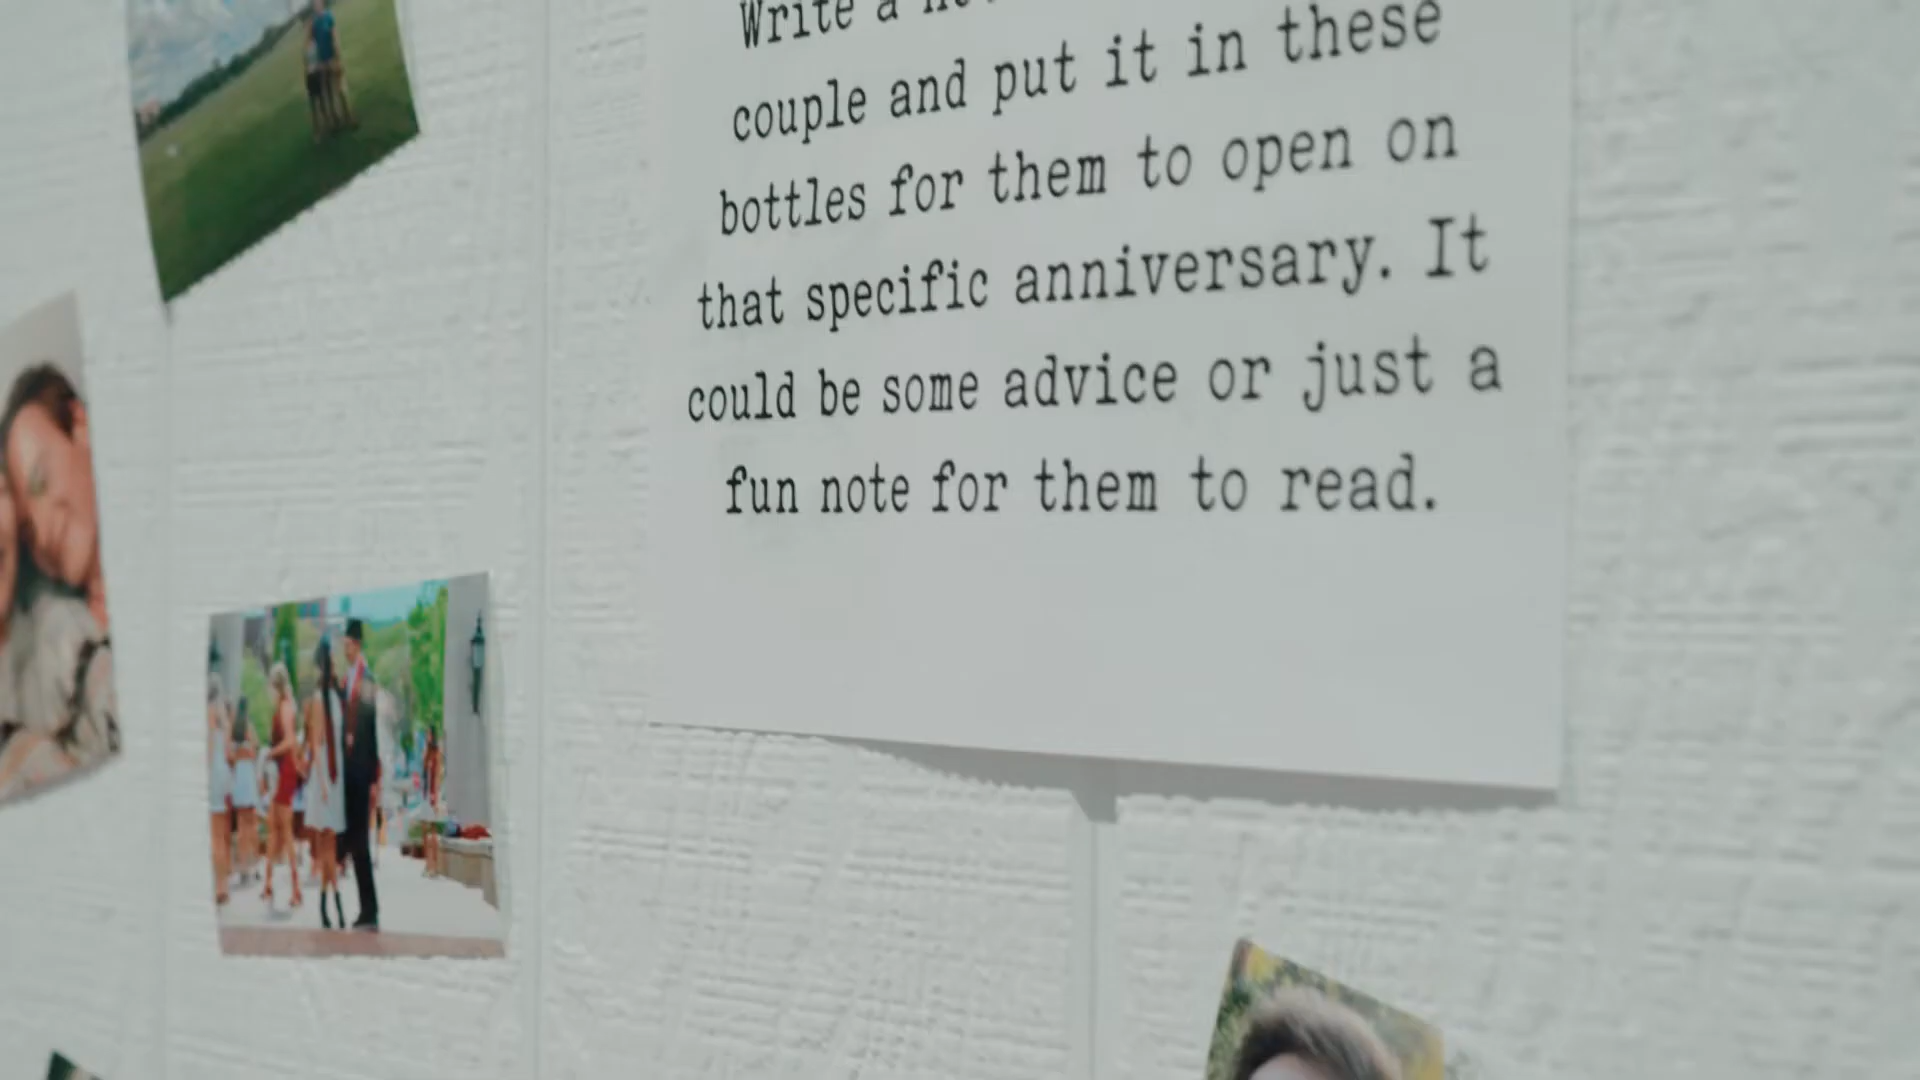 Write a
couple and put it in these
bottles for them to open on
that specific anniversary. It
could be some advice or just a
fun note for them to read.